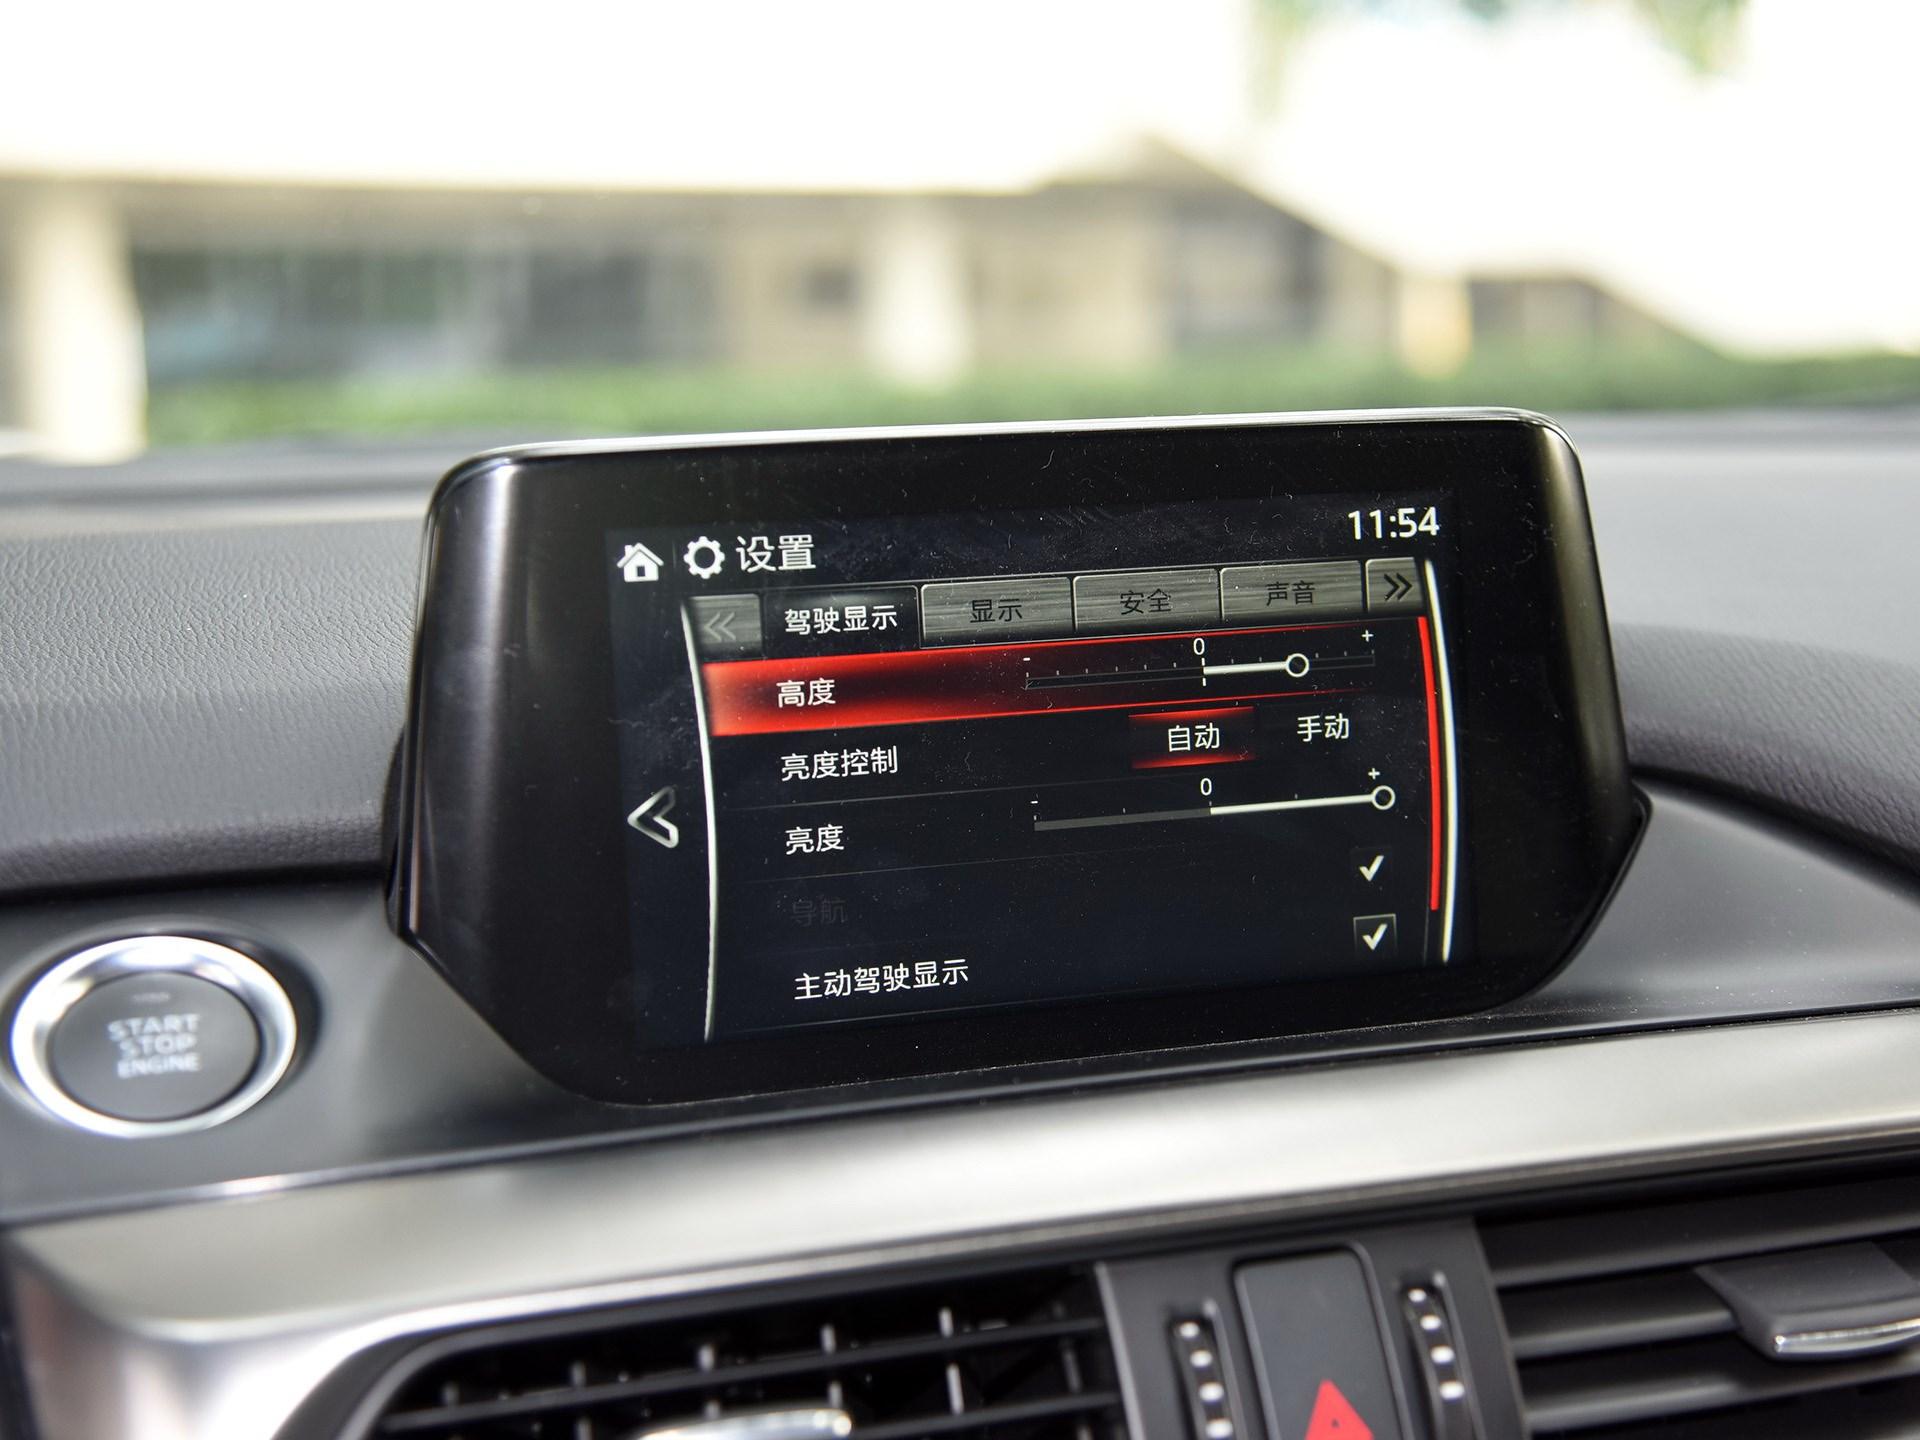 11:54
设置
驾驶显示 显示 安全 声音
高度 - 0 +
亮度控制 自动 手动
亮度 - 0 +
导航
主动驾驶显示
START
STOP
ENGINE